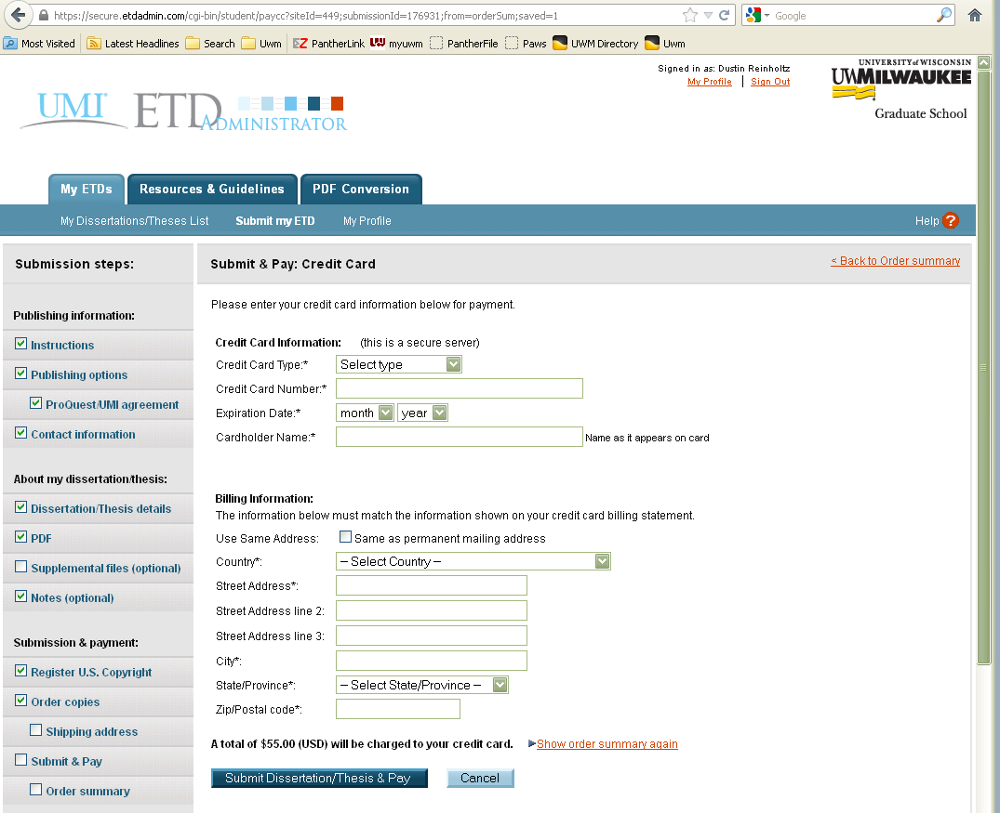 https://secure.etdadmin.com/cgi-bin/student/paycc?siteId=449;submissionId=176931;from=orderSum;saved=1
Google
Most Visited Latest Headlines Search Uwm PantherLink myuwm PantherFile Paws UWM Directory Uwm
Signed in as: Dustin Reinholtz
My Profile | Sign Out
UNIVERSITY of WISCONSIN
UWMILWAUKEE
Graduate School
UMI ETD ADMINISTRATOR
My ETDs Resources & Guidelines PDF Conversion
My Dissertations/Theses List Submit my ETD My Profile Help ?
Submission steps:
Publishing information:
Instructions
Publishing options
ProQuest/UMI agreement
Contact information
About my dissertation/thesis:
Dissertation/Thesis details
PDF
Supplemental files (optional)
Notes (optional)
Submission & payment:
Register U.S. Copyright
Order copies
Shipping address
Submit & Pay
Order summary
Submit & Pay: Credit Card
< Back to Order summary
Please enter your credit card information below for payment.
Credit Card Information: (this is a secure server)
Credit Card Type:* Select type
Credit Card Number:*
Expiration Date:* month year
Cardholder Name:* Name as it appears on card
Billing Information:
The information below must match the information shown on your credit card billing statement.
Use Same Address: Same as permanent mailing address
Country*: -- Select Country --
Street Address*:
Street Address line 2:
Street Address line 3:
City*:
State/Province*: -- Select State/Province --
Zip/Postal code*:
A total of $55.00 (USD) will be charged to your credit card. Show order summary again
Submit Dissertation/Thesis & Pay Cancel